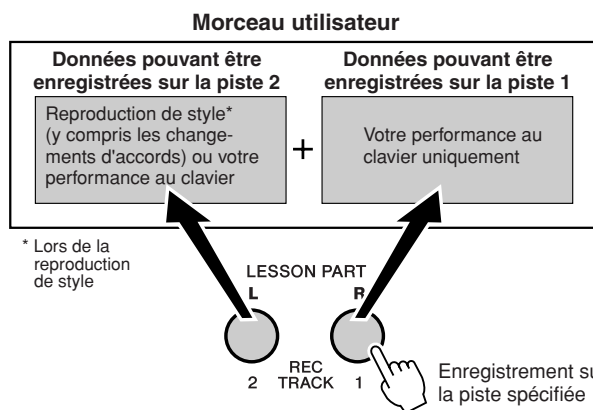 Morceau utilisateur
Données pouvant être
enregistrées sur la piste 2
Données pouvant être
enregistrées sur la piste 1
Reproduction de style*
(y compris les change-
ments d'accords) ou votre
performance au clavier
+
Votre performance au
clavier uniquement
* Lors de la
reproduction
de style
LESSON PART
L R
2 REC TRACK 1
Enregistrement
la piste spécifiée